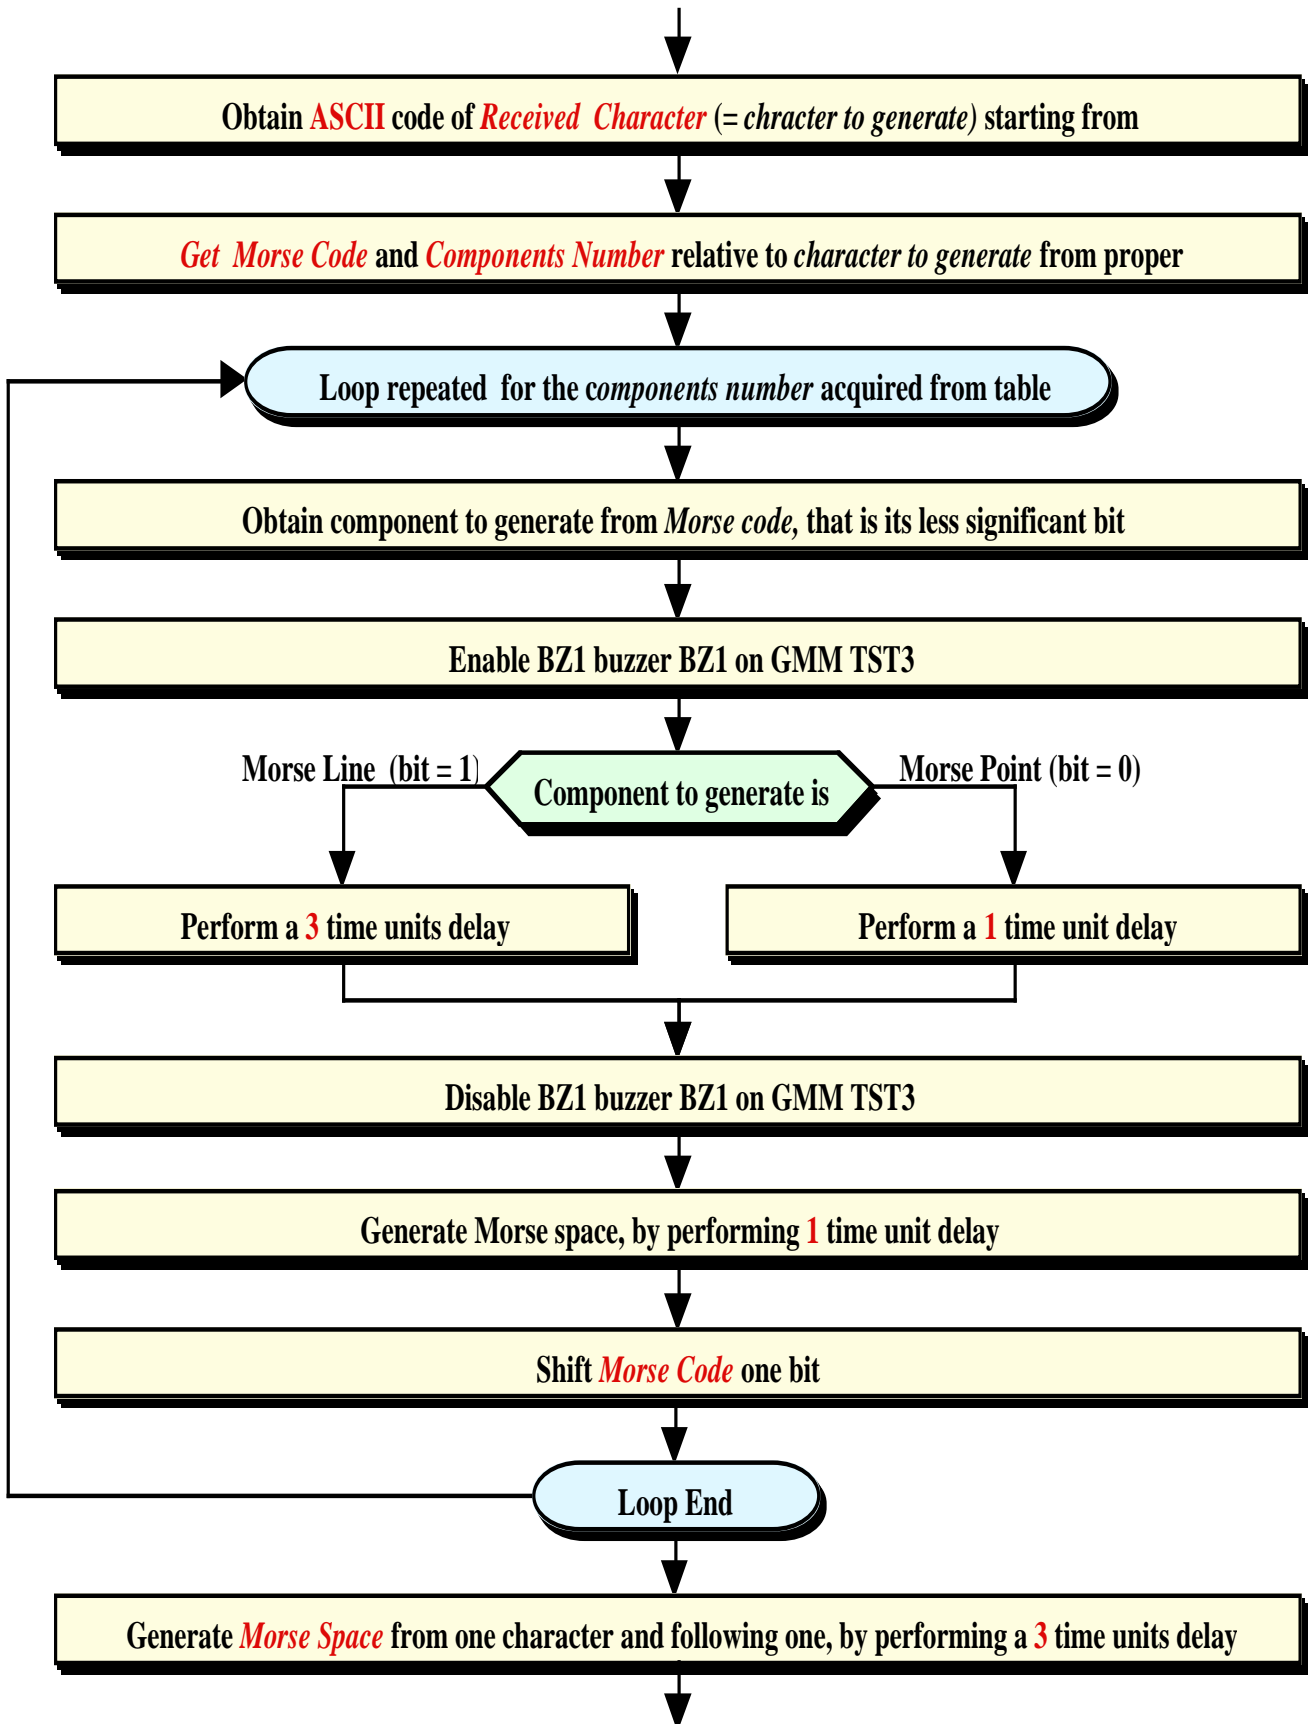 Obtain ASCII code of Received Character (= chracter to generate) starting from
Get Morse Code and Components Number relative to character to generate from proper
Loop repeated for the components number acquired from table
Obtain component to generate from Morse code, that is its less significant bit
Enable BZ1 buzzer BZ1 on GMM TST3
Morse Line (bit = 1)
Morse Point (bit = 0)
Component to generate is
Perform a 3 time units delay
Perform a 1 time unit delay
Disable BZ1 buzzer BZ1 on GMM TST3
Generate Morse space, by performing 1 time unit delay
Shift Morse Code one bit
Loop End
Generate Morse Space from one character and following one, by performing a 3 time units delay